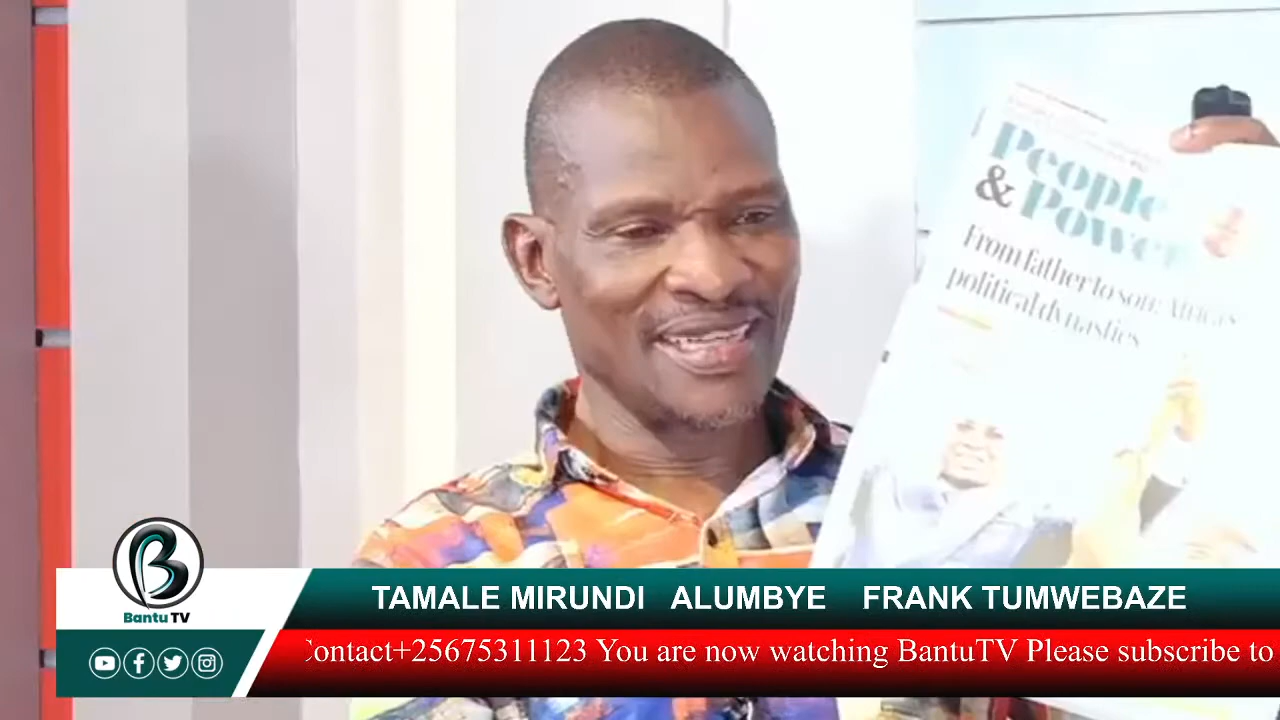 People
& Power
From father to son: Africa's
political dynasties
B
Bantu TV
TAMALE MIRUNDI ALUMBYE FRANK TUMWEBAZE
Contact+25675311123 You are now watching BantuTV Please subscribe to